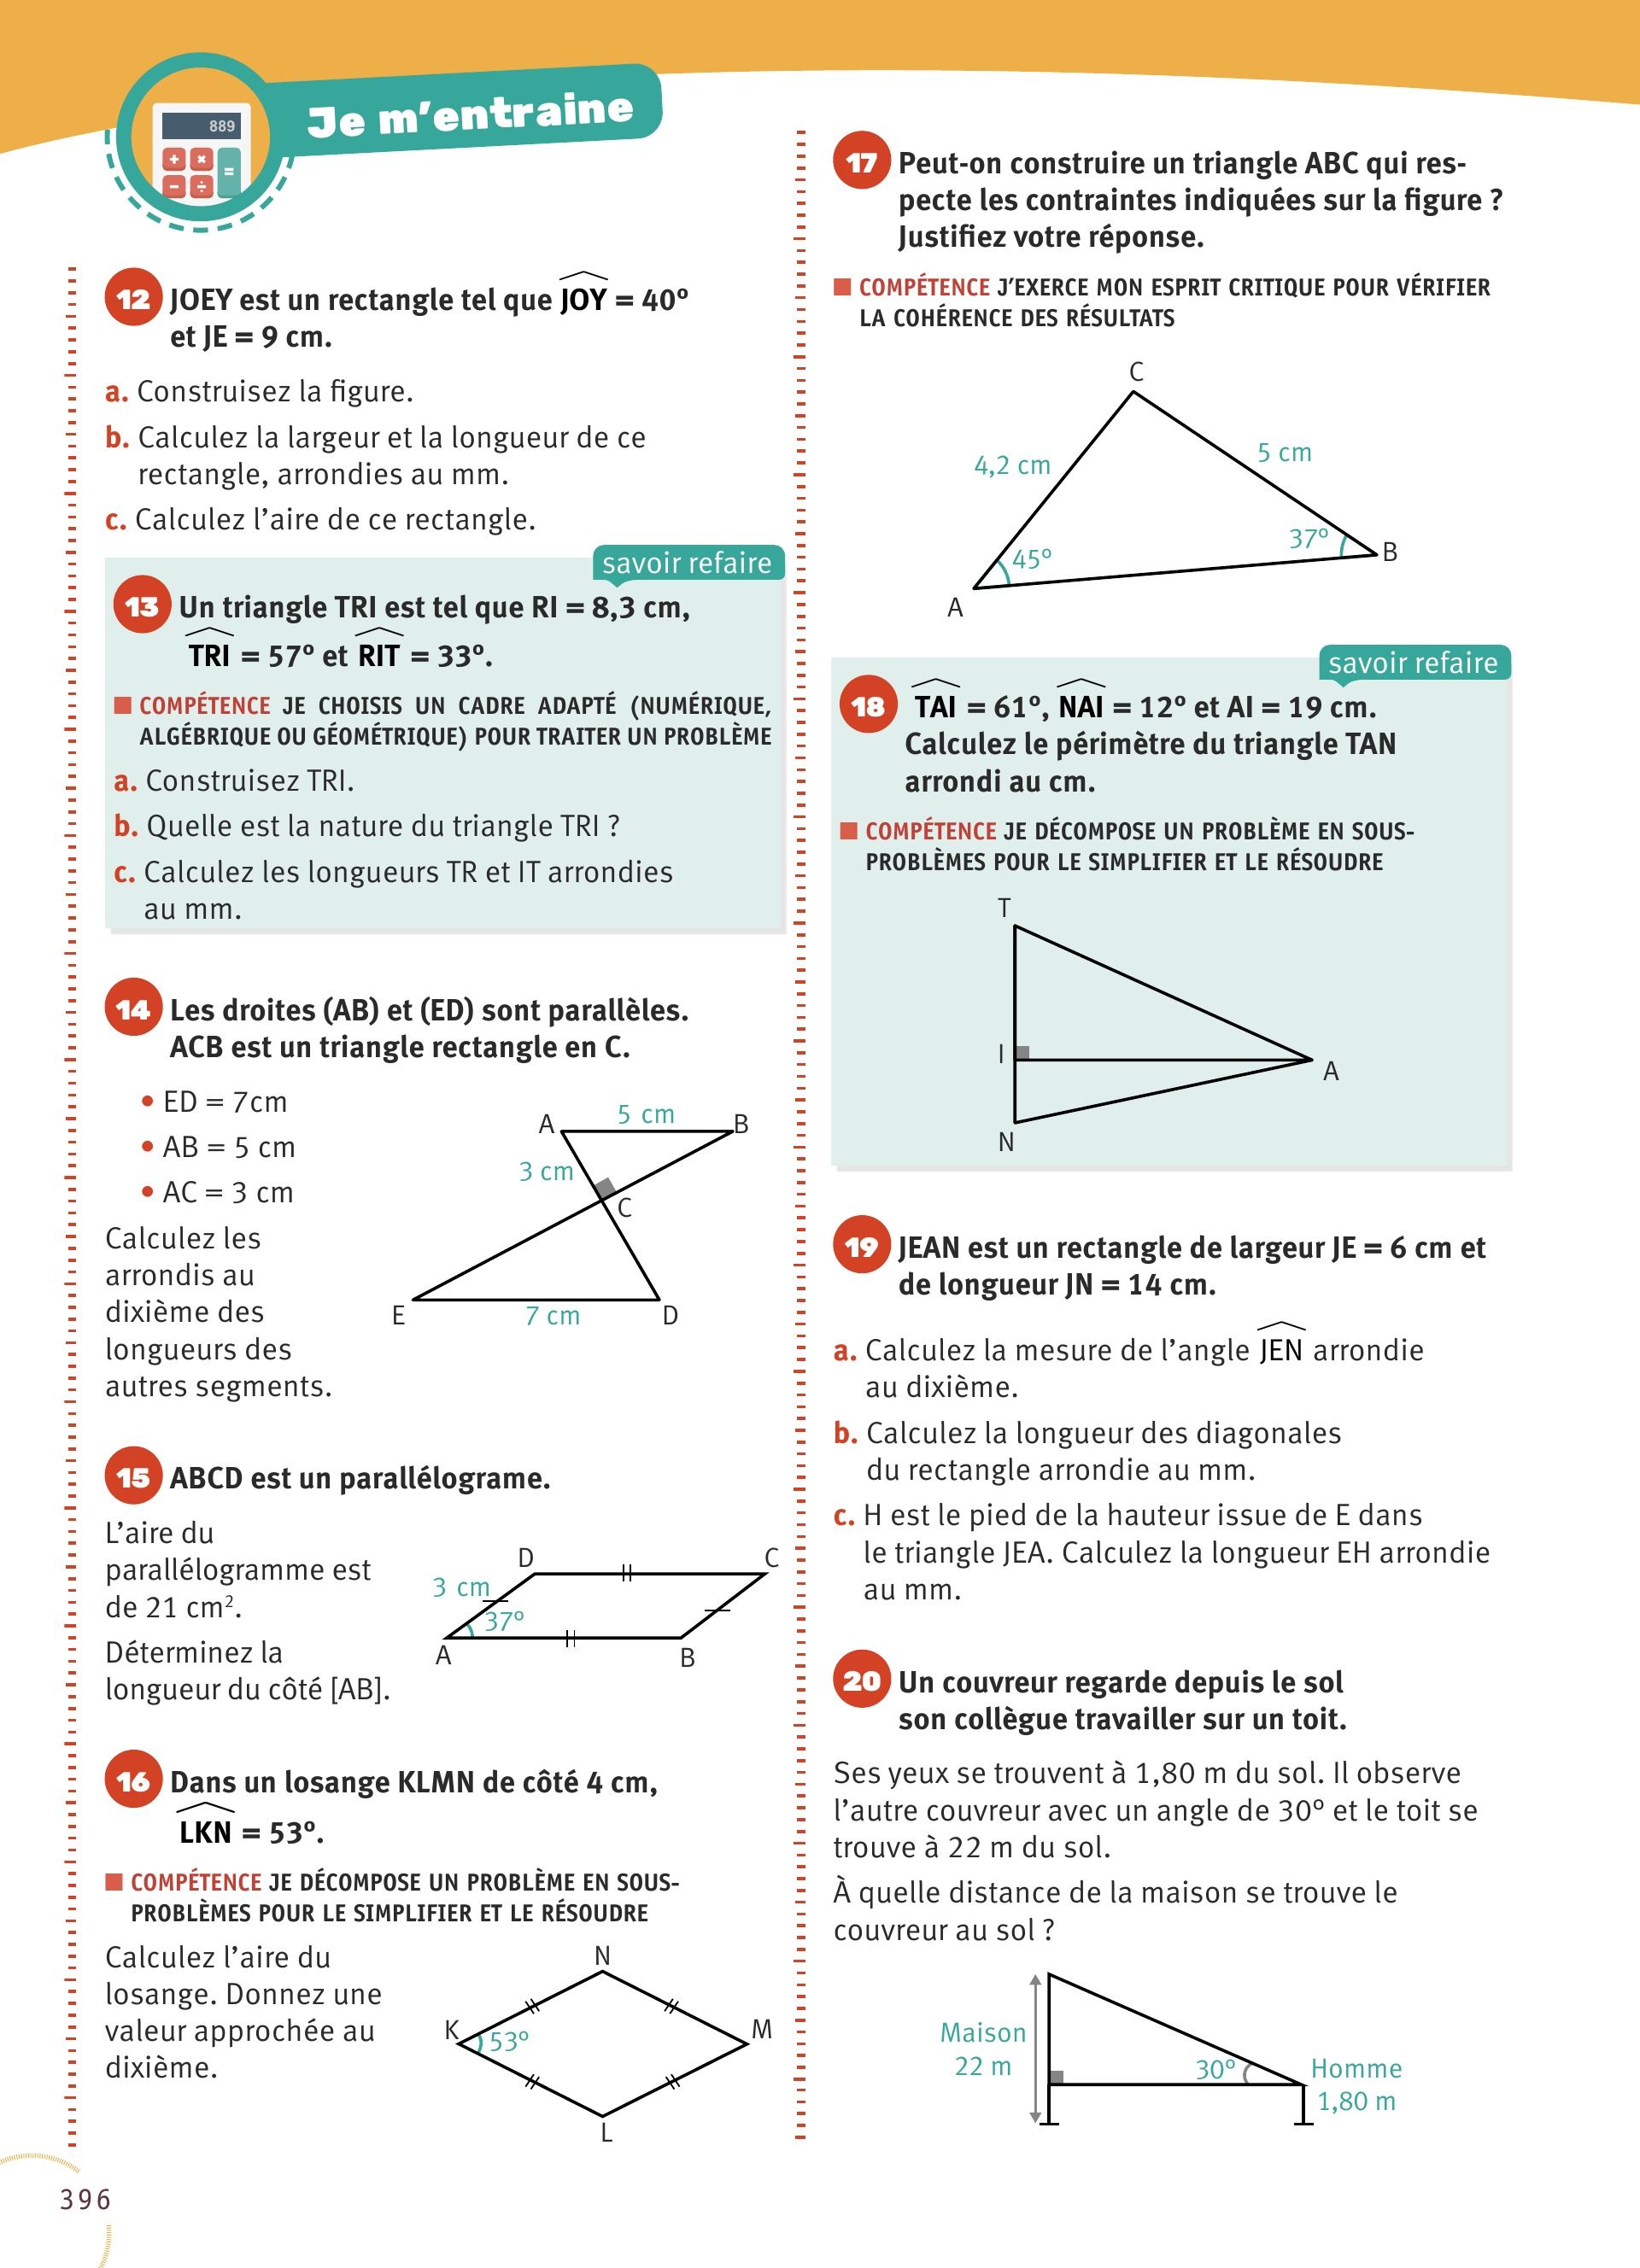 889
Je m'entraine
12 JOEY est un rectangle tel que JOY = 40°
et JE = 9 cm.
a. Construisez la figure.
b. Calculez la largeur et la longueur de ce
rectangle, arrondies au mm.
c. Calculez l'aire de ce rectangle.
savoir refaire
13 Un triangle TRI est tel que RI = 8,3 cm,
TRI = 57° et RIT = 33°.
COMPÉTENCE JE CHOISIS UN CADRE ADAPTÉ (NUMÉRIQUE,
ALGÉBRIQUE OU GÉOMÉTRIQUE) POUR TRAITER UN PROBLÈME
a. Construisez TRI.
b. Quelle est la nature du triangle TRI ?
c. Calculez les longueurs TR et IT arrondies
au mm.
14 Les droites (AB) et (ED) sont parallèles.
ACB est un triangle rectangle en C.
• ED = 7cm
• AB = 5 cm
• AC = 3 cm
Calculez les
arrondis au
dixième des
longueurs des
autres segments.
A 5 cm B
3 cm
C
E 7 cm D
15 ABCD est un parallélograme.
L'aire du
parallélogramme est
de 21 cm².
Déterminez la
longueur du côté [AB].
D C
3 cm
37°
A B
16 Dans un losange KLMN de côté 4 cm,
LKN = 53°.
COMPÉTENCE JE DÉCOMPOSE UN PROBLÈME EN SOUS-
PROBLÈMES POUR LE SIMPLIFIER ET LE RÉSOUDRE
Calculez l'aire du
losange. Donnez une
valeur approchée au
dixième.
N
K 53° M
L
396
17 Peut-on construire un triangle ABC qui res-
pecte les contraintes indiquées sur la figure ?
Justifiez votre réponse.
COMPÉTENCE J'EXERCE MON ESPRIT CRITIQUE POUR VÉRIFIER
LA COHÉRENCE DES RÉSULTATS
C
4,2 cm 5 cm
45° 37° B
A
savoir refaire
18 TAI = 61°, NAI = 12° et AI = 19 cm.
Calculez le périmètre du triangle TAN
arrondi au cm.
COMPÉTENCE JE DÉCOMPOSE UN PROBLÈME EN SOUS-
PROBLÈMES POUR LE SIMPLIFIER ET LE RÉSOUDRE
T
I A
N
19 JEAN est un rectangle de largeur JE = 6 cm et
de longueur JN = 14 cm.
a. Calculez la mesure de l'angle JEN arrondie
au dixième.
b. Calculez la longueur des diagonales
du rectangle arrondie au mm.
c. H est le pied de la hauteur issue de E dans
le triangle JEA. Calculez la longueur EH arrondie
au mm.
20 Un couvreur regarde depuis le sol
son collègue travailler sur un toit.
Ses yeux se trouvent à 1,80 m du sol. Il observe
l'autre couvreur avec un angle de 30° et le toit se
trouve à 22 m du sol.
À quelle distance de la maison se trouve le
couvreur au sol ?
Maison
22 m
30° Homme
1,80 m